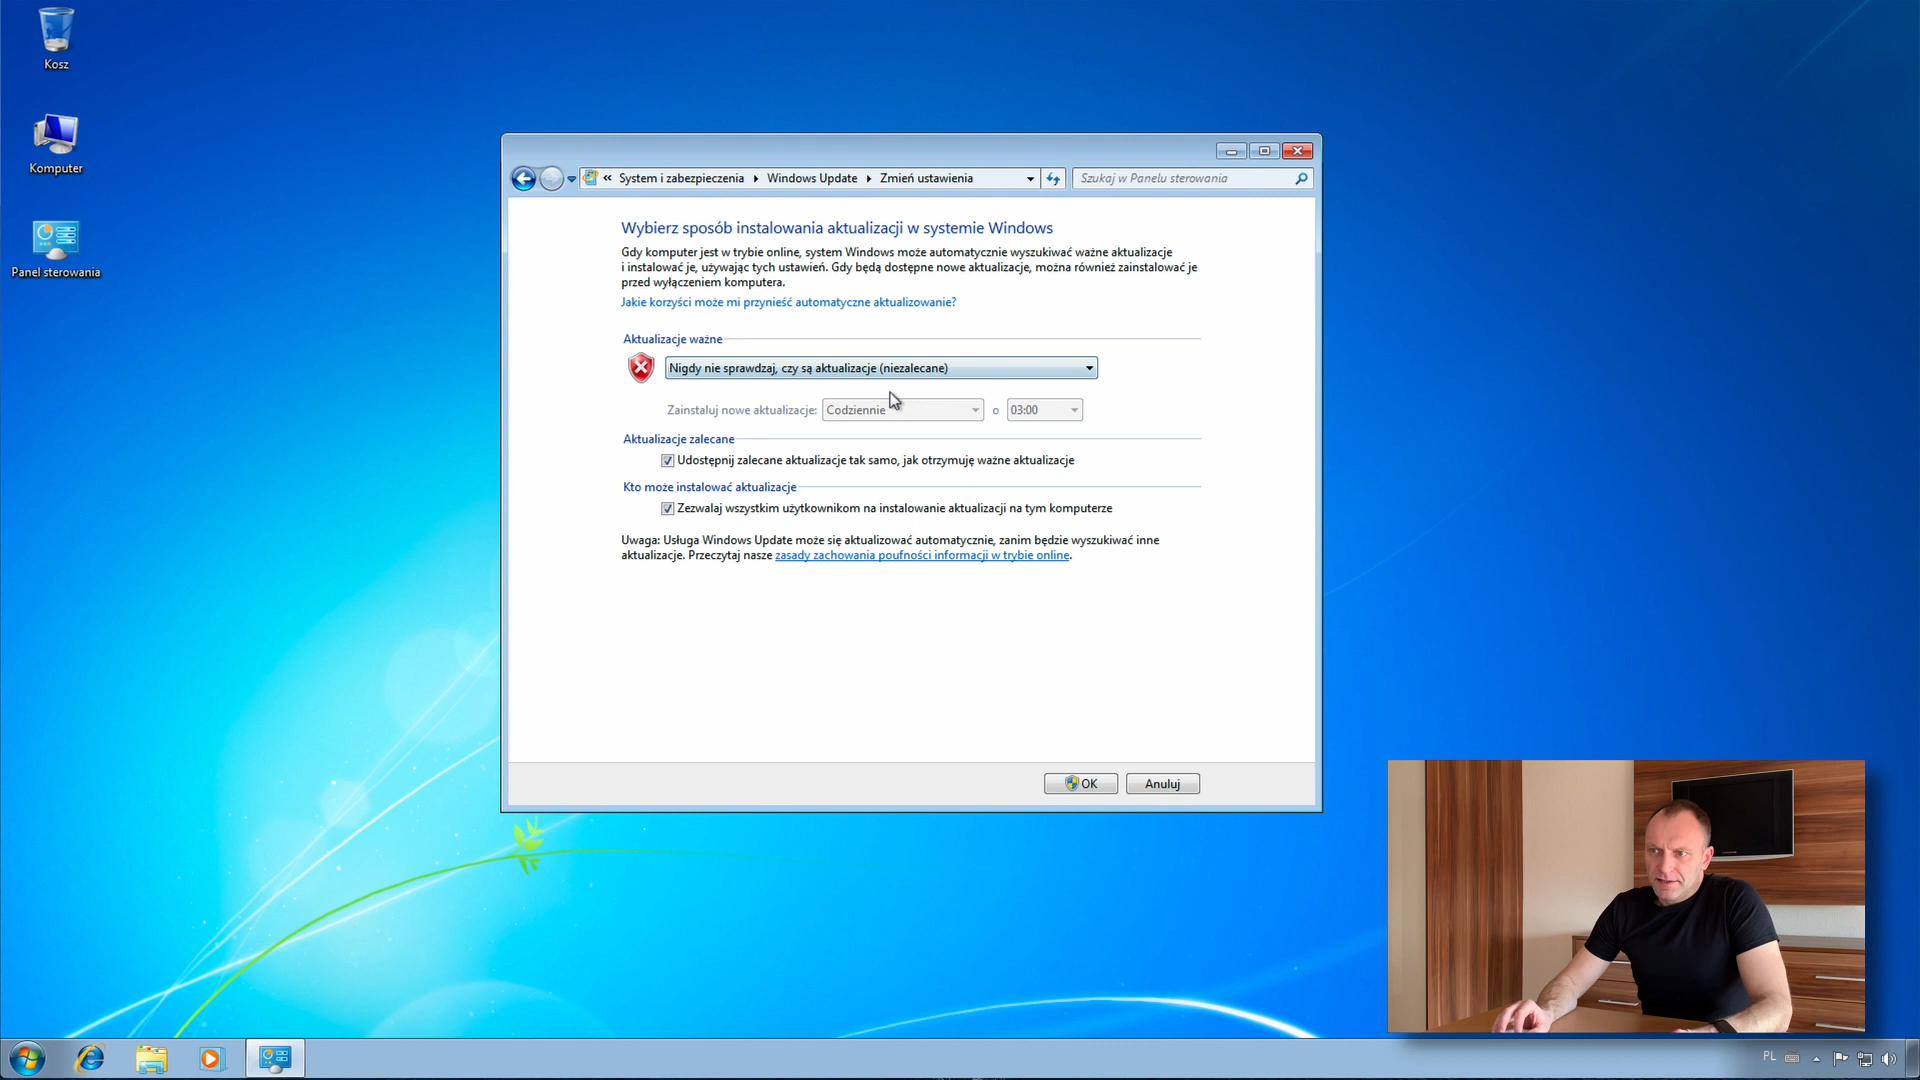 Kosz
Komputer
Panel sterowania
« System i zabezpieczenia ▸ Windows Update ▸ Zmień ustawienia
Szukaj w Panelu sterowania
Wybierz sposób instalowania aktualizacji w systemie Windows
Gdy komputer jest w trybie online, system Windows może automatycznie wyszukiwać ważne aktualizacje
i instalować je, używając tych ustawień. Gdy będą dostępne nowe aktualizacje, można również zainstalować je
przed wyłączeniem komputera.
Jakie korzyści może mi przynieść automatyczne aktualizowanie?
Aktualizacje ważne
Nigdy nie sprawdzaj, czy są aktualizacje (niezalecane)
Zainstaluj nowe aktualizacje: Codziennie o 03:00
Aktualizacje zalecane
Udostępnij zalecane aktualizacje tak samo, jak otrzymuję ważne aktualizacje
Kto może instalować aktualizacje
Zezwalaj wszystkim użytkownikom na instalowanie aktualizacji na tym komputerze
Uwaga: Usługa Windows Update może się aktualizować automatycznie, zanim będzie wyszukiwać inne
aktualizacje. Przeczytaj nasze zasady zachowania poufności informacji w trybie online.
OK
Anuluj
PL